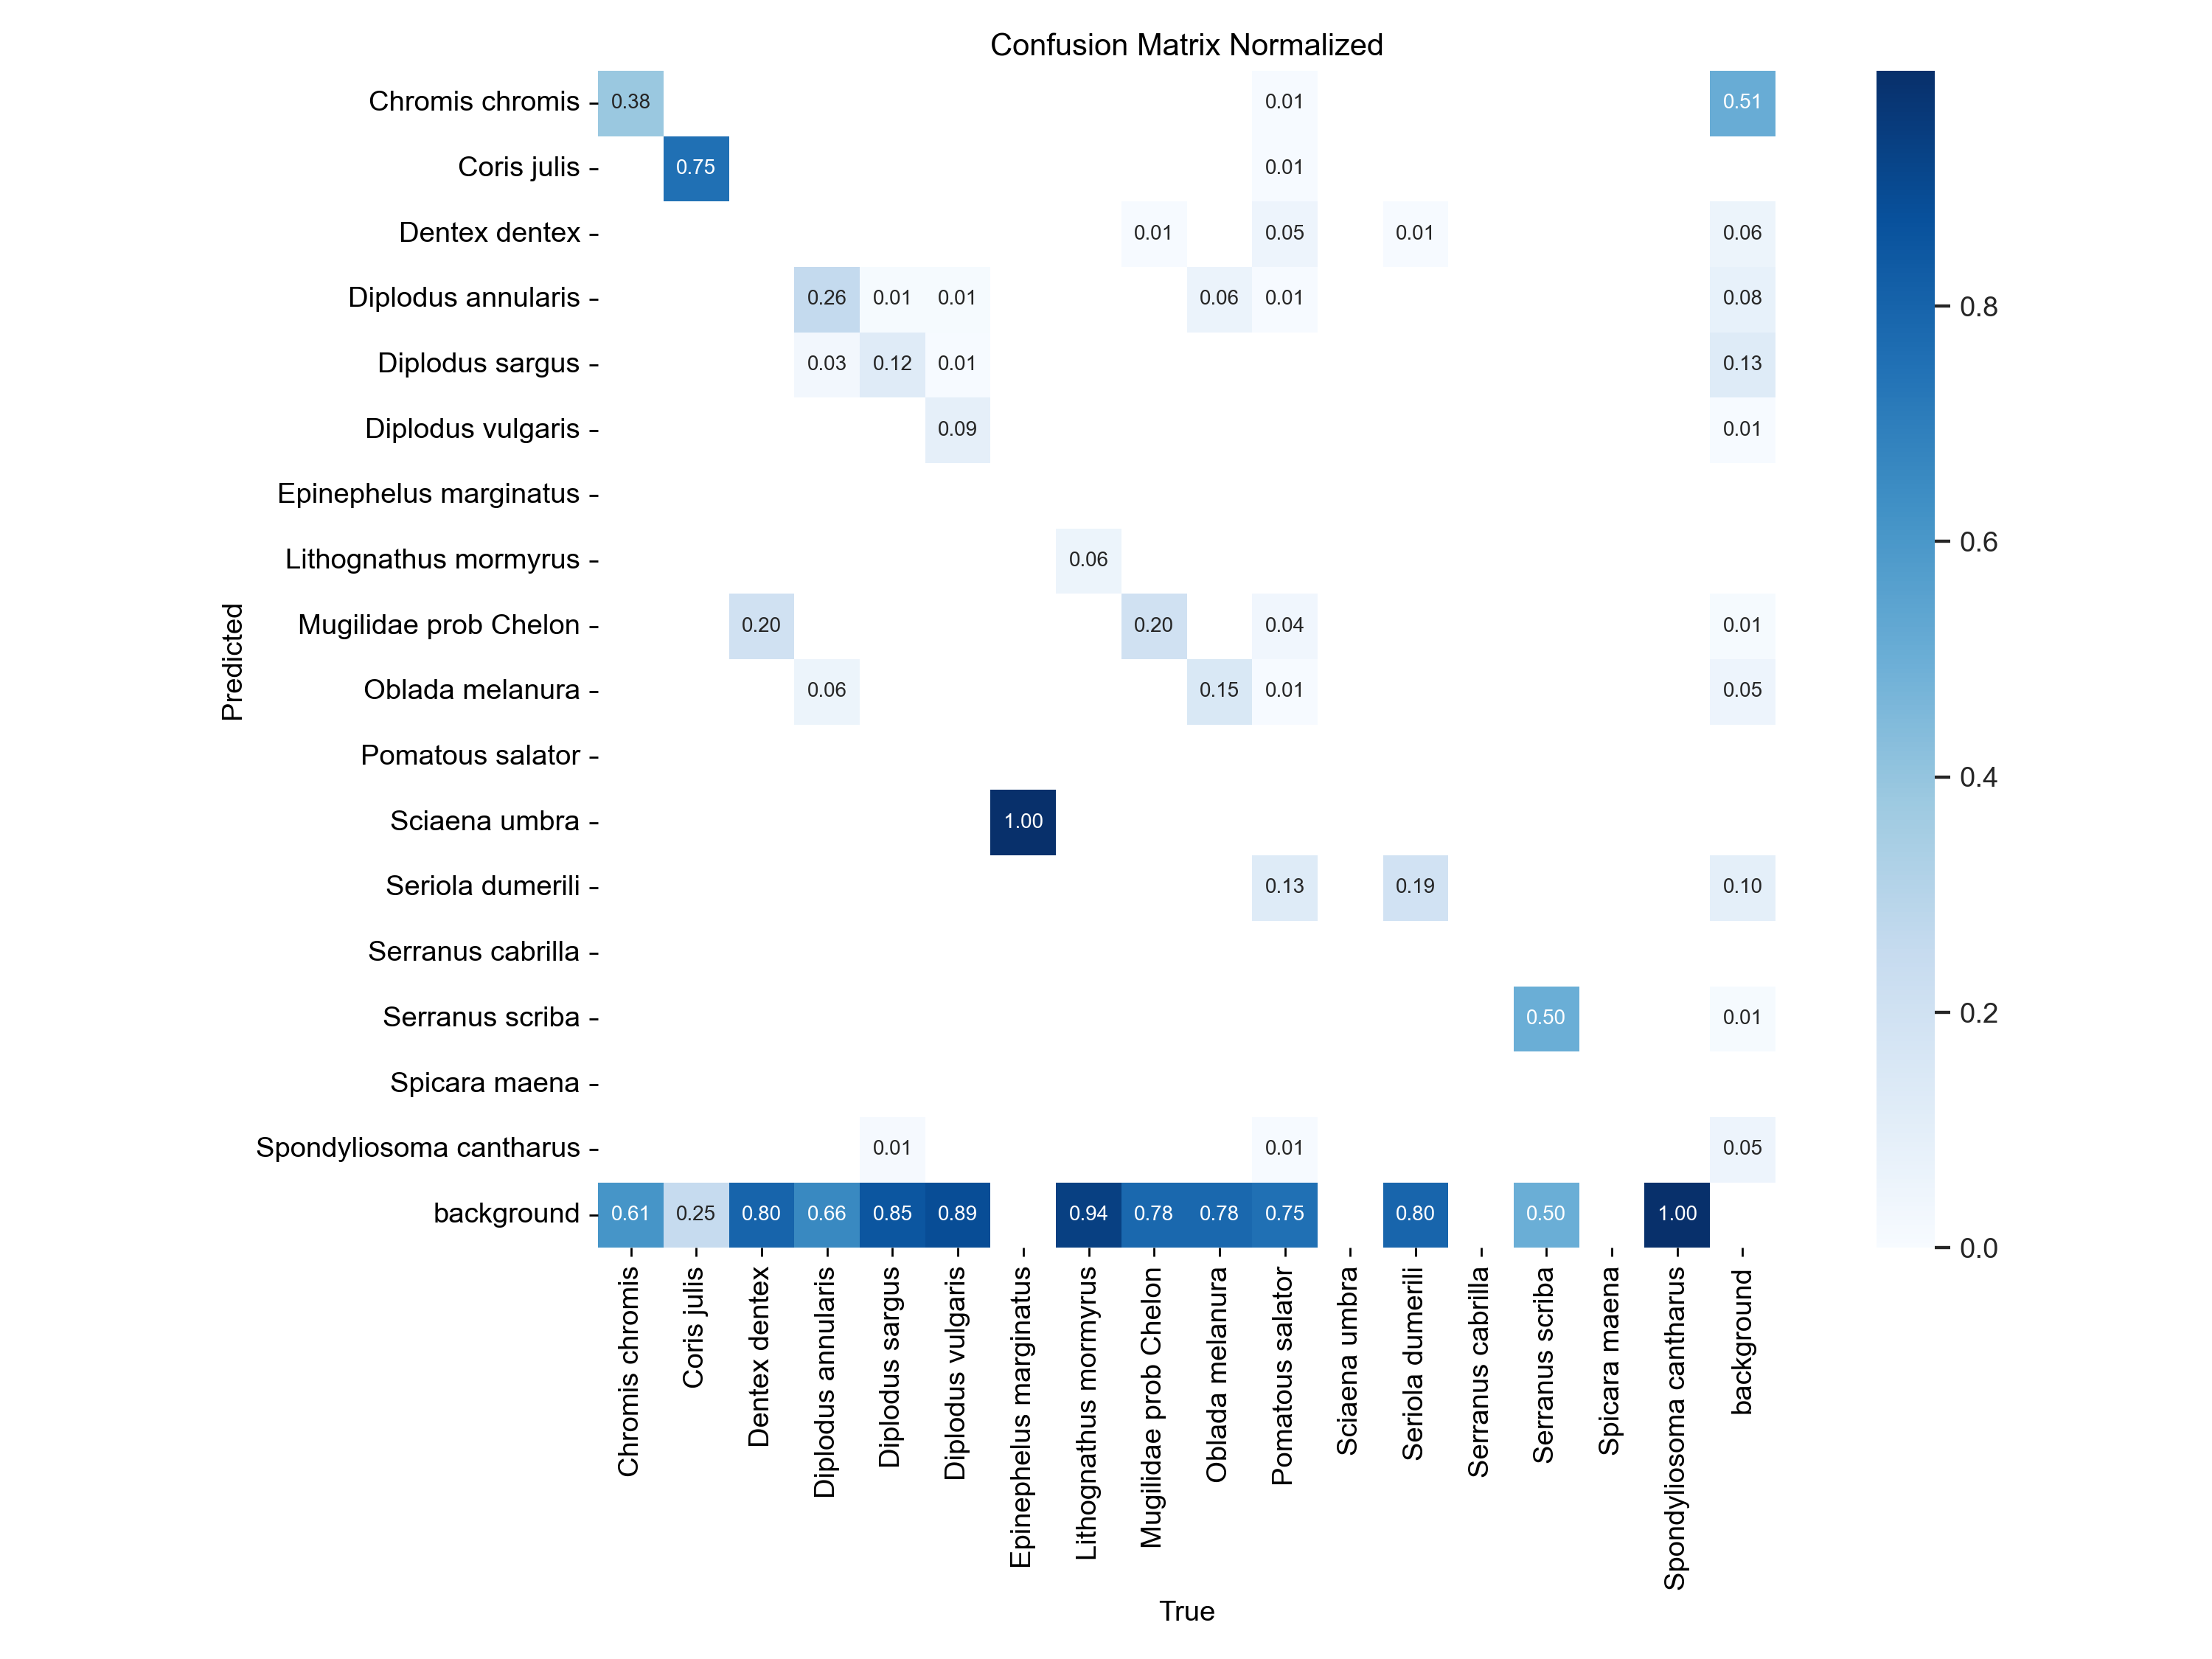 Confusion Matrix Normalized
Chromis chromis 0.38 0.01 0.51
Coris julis 0.75 0.01
Dentex dentex 0.01 0.05 0.01 0.06
Diplodus annularis 0.26 0.01 0.01 0.06 0.01 0.08
Diplodus sargus 0.03 0.12 0.01 0.13
Diplodus vulgaris 0.09 0.01
Epinephelus marginatus
Lithognathus mormyrus 0.06
Mugilidae prob Chelon 0.20 0.20 0.04 0.01
Oblada melanura 0.06 0.15 0.01 0.05
Pomatous salator
Sciaena umbra 1.00
Seriola dumerili 0.13 0.19 0.10
Serranus cabrilla
Serranus scriba 0.50 0.01
Spicara maena
Spondyliosoma cantharus 0.01 0.01 0.05
background 0.61 0.25 0.80 0.66 0.85 0.89 0.94 0.78 0.78 0.75 0.80 0.50 1.00
Predicted
Chromis chromis
Coris julis
Dentex dentex
Diplodus annularis
Diplodus sargus
Diplodus vulgaris
Epinephelus marginatus
Lithognathus mormyrus
Mugilidae prob Chelon
Oblada melanura
Pomatous salator
Sciaena umbra
Seriola dumerili
Serranus cabrilla
Serranus scriba
Spicara maena
Spondyliosoma cantharus
background
True
0.8
0.6
0.4
0.2
0.0